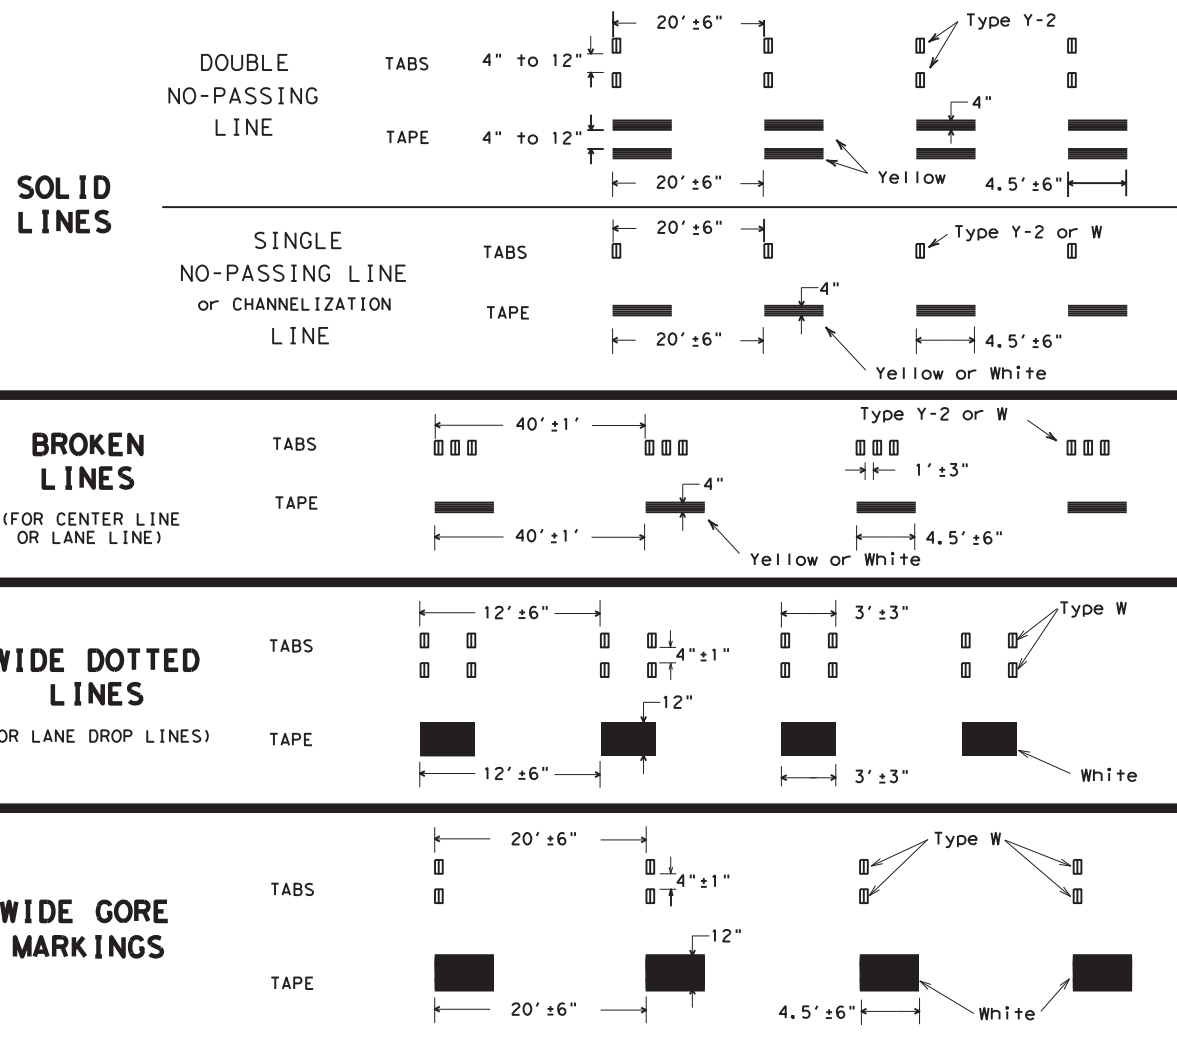 SOLID
LINES
DOUBLE
NO-PASSING
LINE
TABS
4" to 12"
20'±6"
Type Y-2
TAPE
4" to 12"
4"
Yellow
20'±6"
4.5'±6"
SINGLE
NO-PASSING LINE
or CHANNELIZATION
LINE
TABS
20'±6"
Type Y-2 or W
TAPE
4"
20'±6"
4.5'±6"
Yellow or White
BROKEN
LINES
(FOR CENTER LINE
OR LANE LINE)
TABS
40'±1'
Type Y-2 or W
1'±3"
TAPE
4"
40'±1'
4.5'±6"
Yellow or White
WIDE DOTTED
LINES
OR LANE DROP LINES)
TABS
12'±6"
3'±3"
Type W
4"±1"
TAPE
12"
12'±6"
3'±3"
White
WIDE GORE
MARKINGS
TABS
20'±6"
Type W
4"±1"
TAPE
12"
20'±6"
4.5'±6"
White